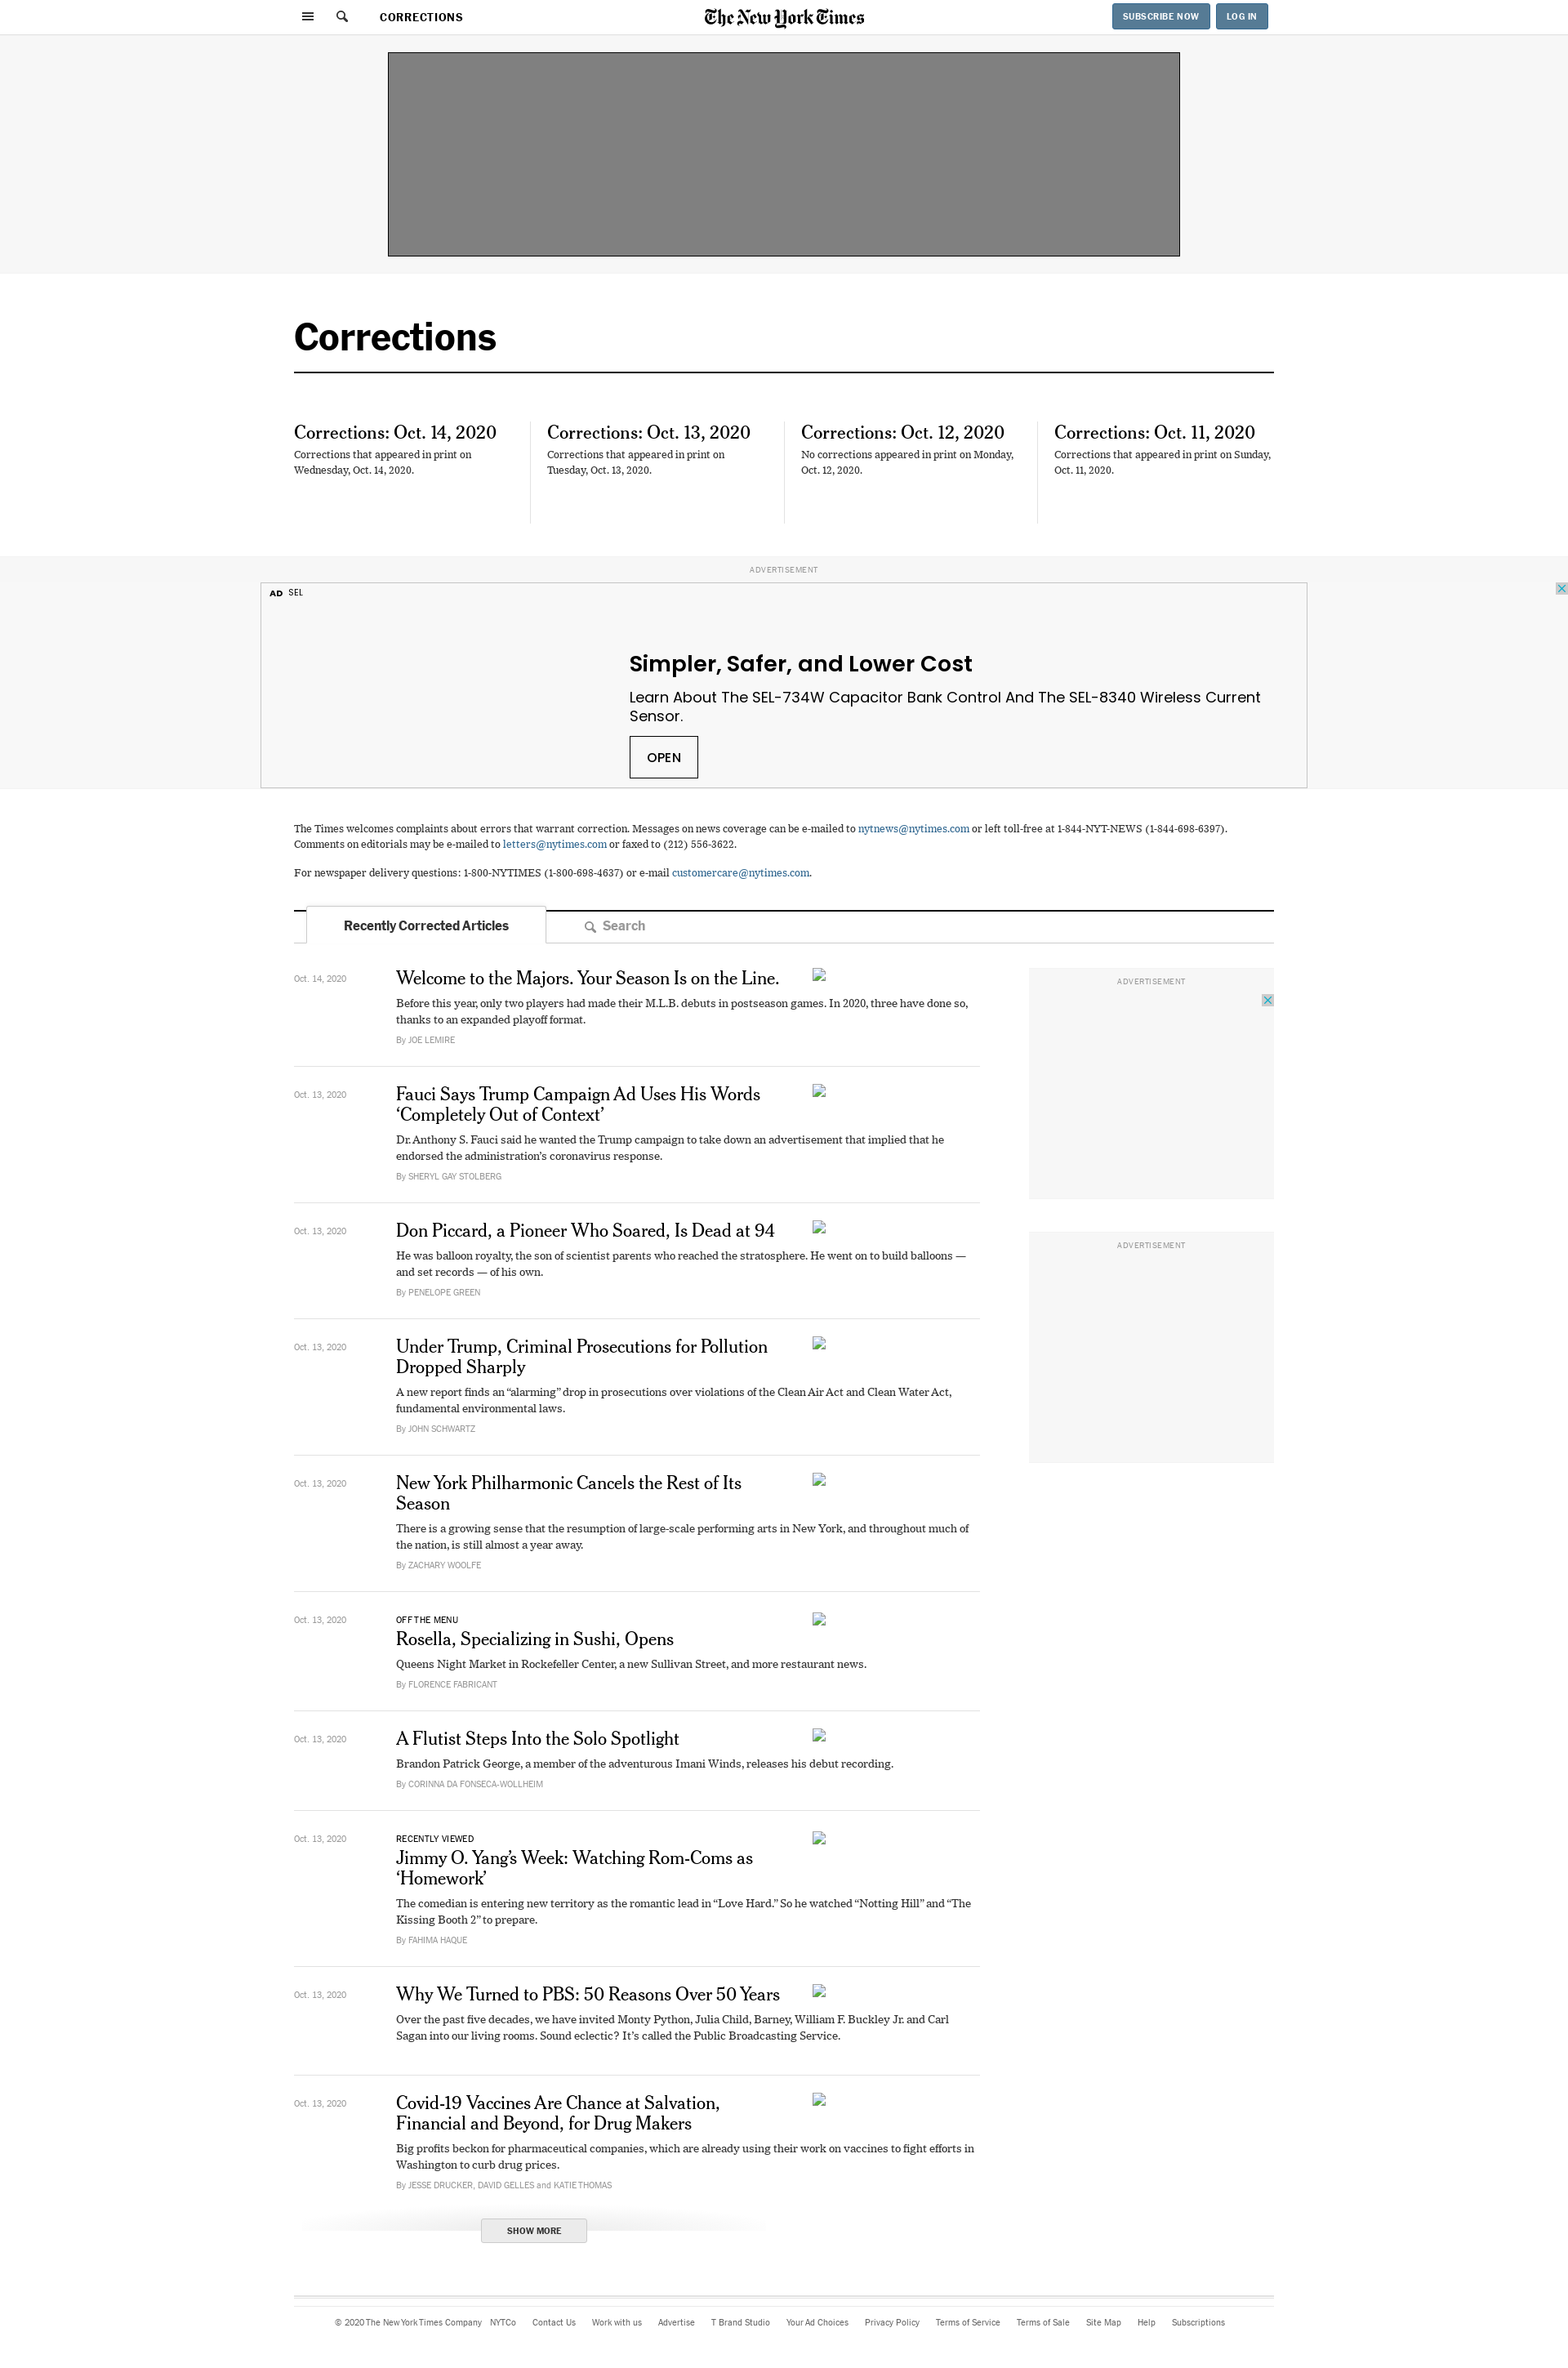 CORRECTIONS
The New York Times
SUBSCRIBE NOW
LOG IN
Corrections
Corrections: Oct. 14, 2020
Corrections that appeared in print on
Wednesday, Oct. 14, 2020.
Corrections: Oct. 13, 2020
Corrections that appeared in print on
Tuesday, Oct. 13, 2020.
Corrections: Oct. 12, 2020
No corrections appeared in print on Monday,
Oct. 12, 2020.
Corrections: Oct. 11, 2020
Corrections that appeared in print on Sunday,
Oct. 11, 2020.
ADVERTISEMENT
AD SEL
Simpler, Safer, and Lower Cost
Learn About The SEL-734W Capacitor Bank Control And The SEL-8340 Wireless Current
Sensor.
OPEN
The Times welcomes complaints about errors that warrant correction. Messages on news coverage can be e-mailed to nytnews@nytimes.com or left toll-free at 1-844-NYT-NEWS (1-844-698-6397).
Comments on editorials may be e-mailed to letters@nytimes.com or faxed to (212) 556-3622.
For newspaper delivery questions: 1-800-NYTIMES (1-800-698-4637) or e-mail customercare@nytimes.com.
Recently Corrected Articles
Search
Oct. 14, 2020
Welcome to the Majors. Your Season Is on the Line.
Before this year, only two players had made their M.L.B. debuts in postseason games. In 2020, three have done so,
thanks to an expanded playoff format.
By JOE LEMIRE
ADVERTISEMENT
Oct. 13, 2020
Fauci Says Trump Campaign Ad Uses His Words
‘Completely Out of Context’
Dr. Anthony S. Fauci said he wanted the Trump campaign to take down an advertisement that implied that he
endorsed the administration’s coronavirus response.
By SHERYL GAY STOLBERG
Oct. 13, 2020
Don Piccard, a Pioneer Who Soared, Is Dead at 94
He was balloon royalty, the son of scientist parents who reached the stratosphere. He went on to build balloons —
and set records — of his own.
By PENELOPE GREEN
ADVERTISEMENT
Oct. 13, 2020
Under Trump, Criminal Prosecutions for Pollution
Dropped Sharply
A new report finds an “alarming” drop in prosecutions over violations of the Clean Air Act and Clean Water Act,
fundamental environmental laws.
By JOHN SCHWARTZ
Oct. 13, 2020
New York Philharmonic Cancels the Rest of Its
Season
There is a growing sense that the resumption of large-scale performing arts in New York, and throughout much of
the nation, is still almost a year away.
By ZACHARY WOOLFE
Oct. 13, 2020
OFF THE MENU
Rosella, Specializing in Sushi, Opens
Queens Night Market in Rockefeller Center, a new Sullivan Street, and more restaurant news.
By FLORENCE FABRICANT
Oct. 13, 2020
A Flutist Steps Into the Solo Spotlight
Brandon Patrick George, a member of the adventurous Imani Winds, releases his debut recording.
By CORINNA DA FONSECA-WOLLHEIM
Oct. 13, 2020
RECENTLY VIEWED
Jimmy O. Yang’s Week: Watching Rom-Coms as
‘Homework’
The comedian is entering new territory as the romantic lead in “Love Hard.” So he watched “Notting Hill” and “The
Kissing Booth 2” to prepare.
By FAHIMA HAQUE
Oct. 13, 2020
Why We Turned to PBS: 50 Reasons Over 50 Years
Over the past five decades, we have invited Monty Python, Julia Child, Barney, William F. Buckley Jr. and Carl
Sagan into our living rooms. Sound eclectic? It’s called the Public Broadcasting Service.
Oct. 13, 2020
Covid-19 Vaccines Are Chance at Salvation,
Financial and Beyond, for Drug Makers
Big profits beckon for pharmaceutical companies, which are already using their work on vaccines to fight efforts in
Washington to curb drug prices.
By JESSE DRUCKER, DAVID GELLES and KATIE THOMAS
SHOW MORE
© 2020 The New York Times Company NYTCo Contact Us Work with us Advertise T Brand Studio Your Ad Choices Privacy Policy Terms of Service Terms of Sale Site Map Help Subscriptions